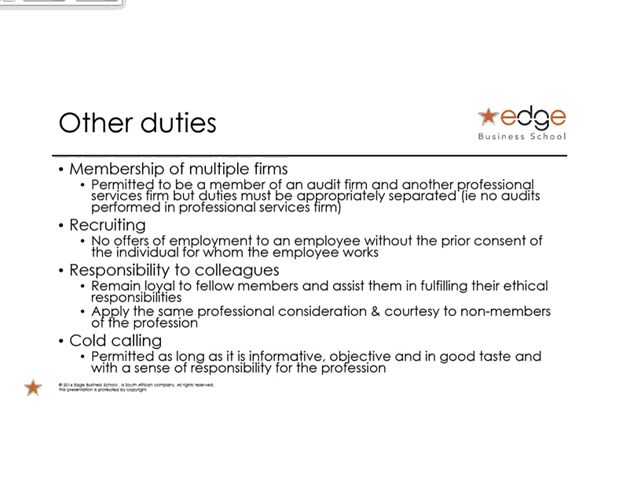 Other duties
edge
Business School
• Membership of multiple firms
• Permitted to be a member of an audit firm and another professional
services firm but duties must be appropriately separated (ie no audits
performed in professional services firm)
• Recruiting
• No offers of employment to an employee without the prior consent of
the individual for whom the employee works
• Responsibility to colleagues
• Remain loyal to fellow members and assist them in fulfilling their ethical
responsibilities
• Apply the same professional consideration & courtesy to non-members
of the profession
• Cold calling
• Permitted as long as it is informative, objective and in good taste and
with a sense of responsibility for the profession
© 2016 Edge Business School, a South African company. All rights reserved.
This presentation is protected by copyright.